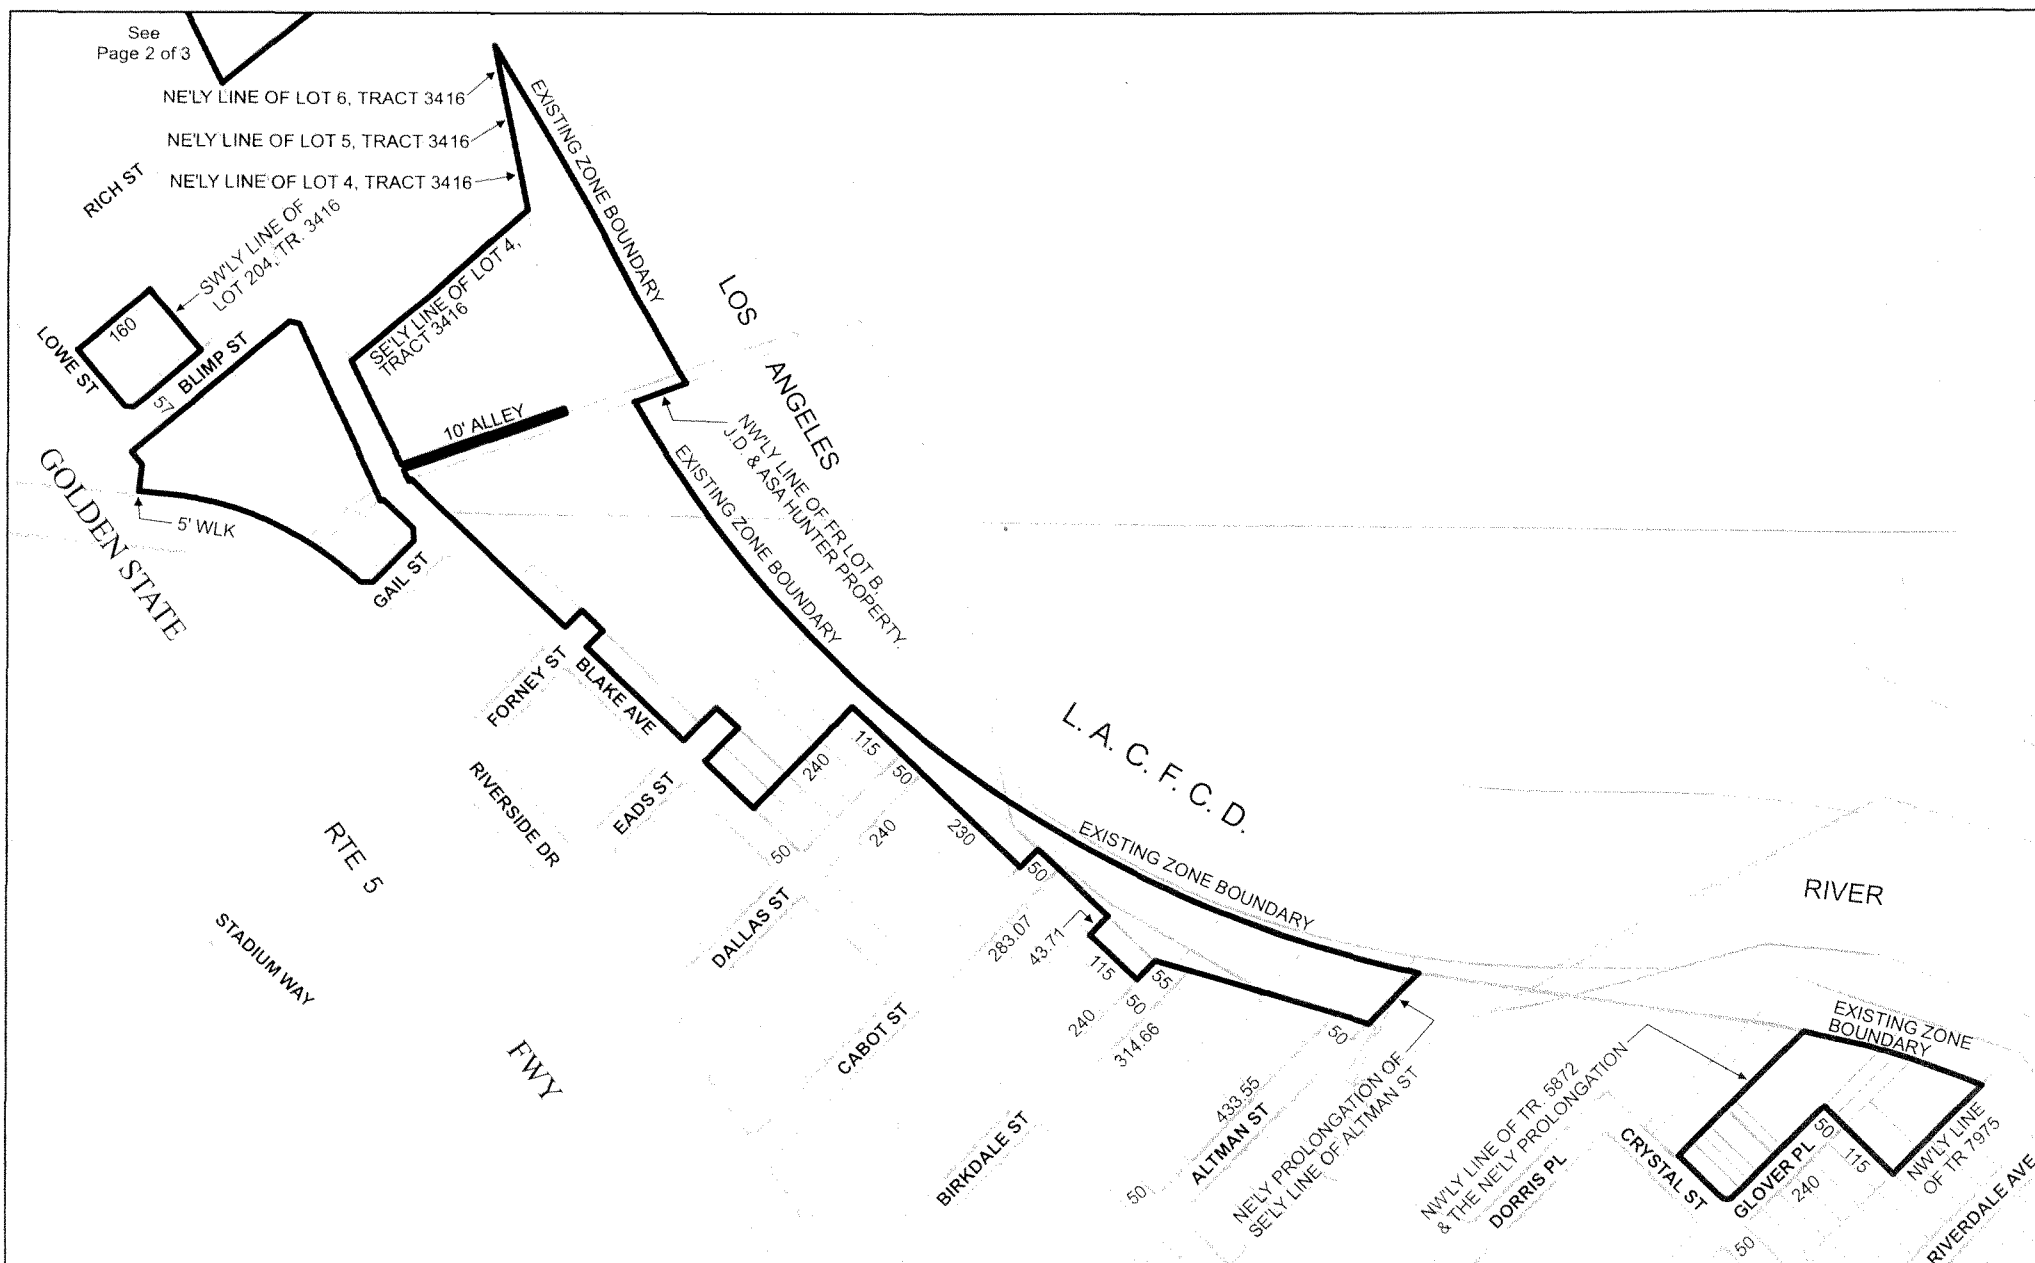 See
Page 2 of 3
NE'LY LINE OF LOT 6, TRACT 3416
NE'LY LINE OF LOT 5, TRACT 3416
NE'LY LINE OF LOT 4, TRACT 3416
EXISTING ZONE BOUNDARY
RICH ST
SW'LY LINE OF
LOT 204, TR. 3416
160
LOWE ST
BLIMP ST
57
SE'LY LINE OF LOT 4,
TRACT 3416
LOS
ANGELES
10' ALLEY
NW'LY LINE OF FR LOT B,
J.D. & ASA HUNTER PROPERTY.
EXISTING ZONE BOUNDARY
GOLDEN STATE
5' WLK
GAIL ST
FORNEY ST
BLAKE AVE
RIVERSIDE DR
EADS ST
240
115
50
230
240
50
L. A. C. F. C. D.
EXISTING ZONE BOUNDARY
RIVER
RTE 5
STADIUM WAY
FWY
DALLAS ST
50
283.07
43.71
115
55
50
240
314.66
CABOT ST
50
BIRKDALE ST
433.55
ALTMAN ST
50
NE'LY PROLONGATION OF
SE'LY LINE OF ALTMAN ST
NW'LY LINE OF TR. 5872
& THE NE'LY PROLONGATION
DORRIS PL
CRYSTAL ST
EXISTING ZONE
BOUNDARY
GLOVER PL
50
115
240
50
NW'LY LINE
OF TR 7975
RIVERDALE AVE